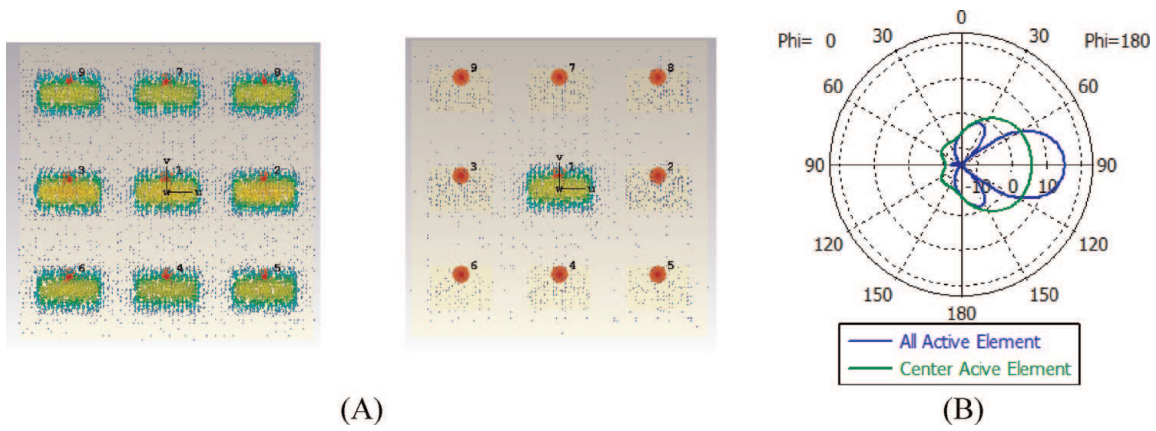 9 7 8
v
3 1 2
w u
6 4 5
9 7 8
v
3 1 2
w u
6 4 5
0
Phi= 0 30 30 Phi=180
60 60
90 -10 0 10 90
120 120
150 150
180
All Active Element
Center Acive Element
(A) (B)